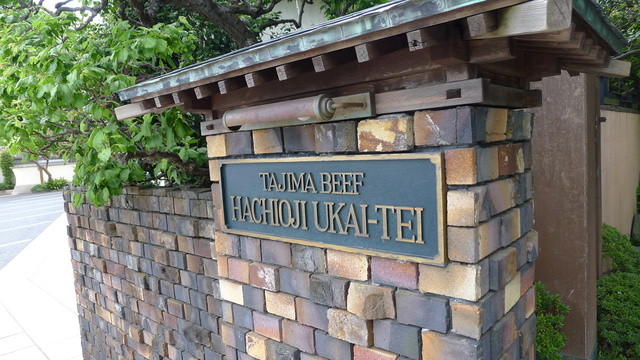 TAJIMA BEEF
HACHIOJI UKAI-TEI